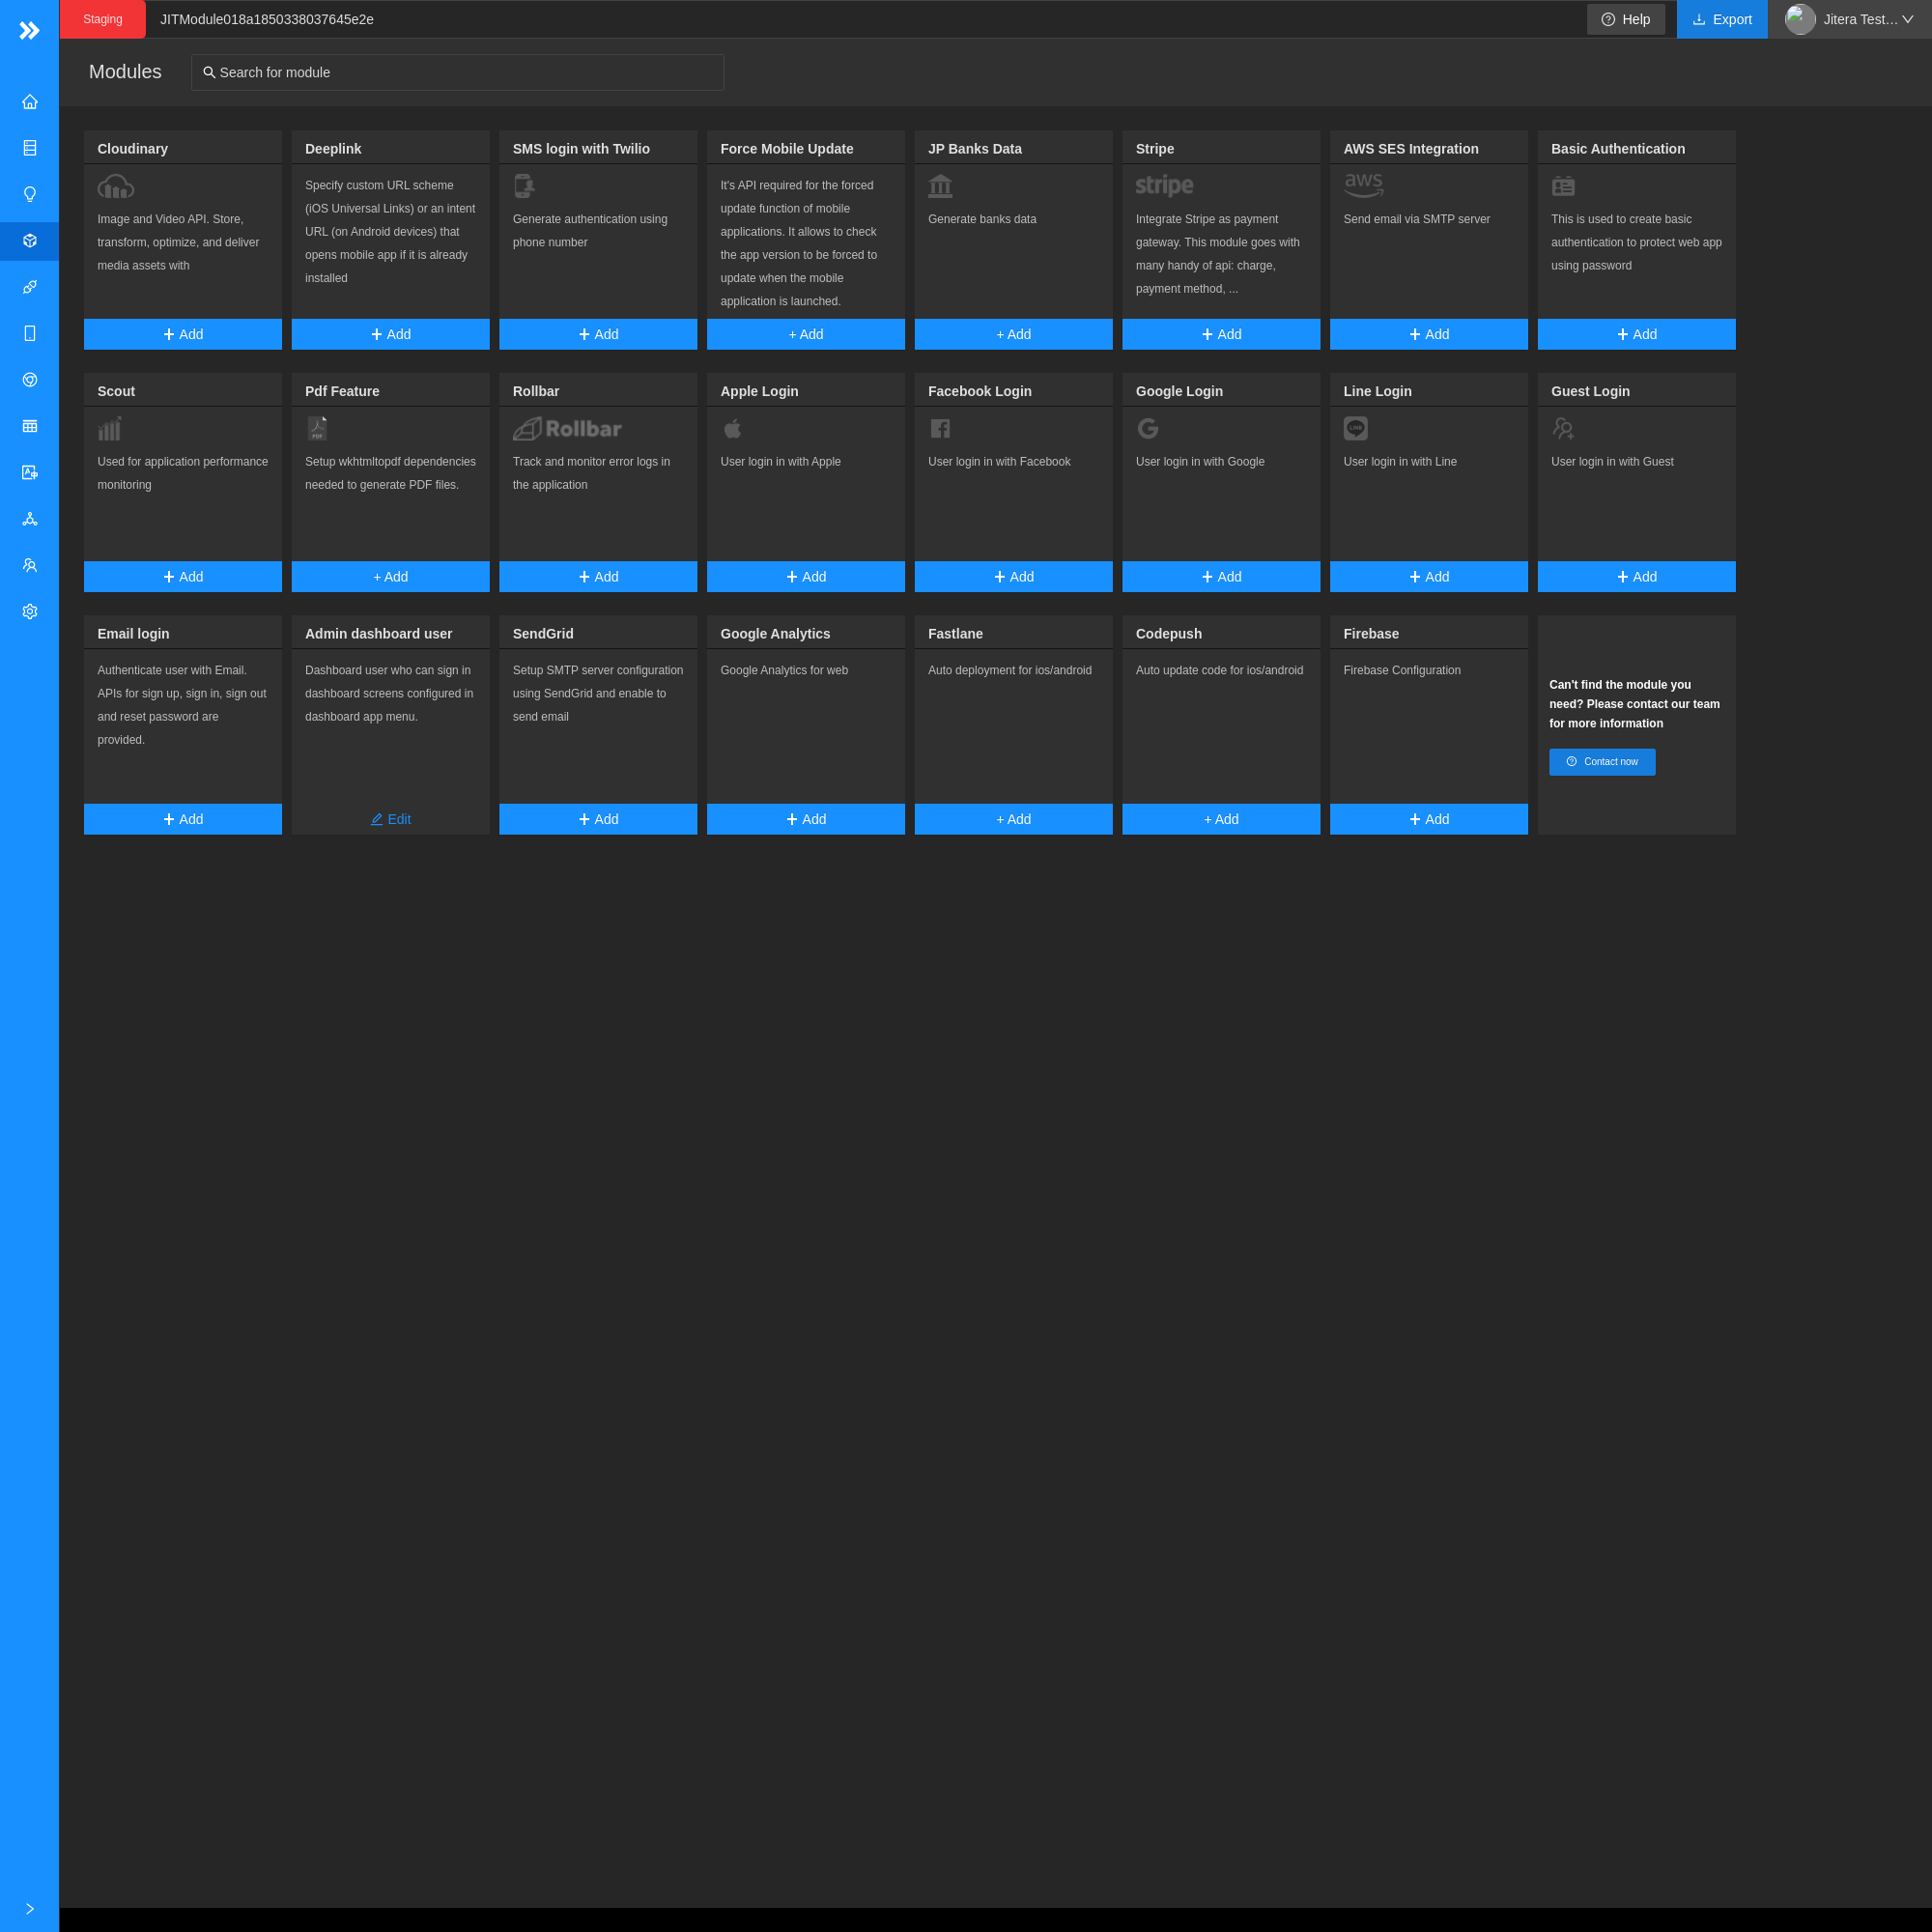 Staging
JITModule018a1850338037645e2e
Help
Export
Jitera Test…
Modules
Search for module
Cloudinary
Image and Video API. Store,
transform, optimize, and deliver
media assets with
+ Add
Deeplink
Specify custom URL scheme
(iOS Universal Links) or an intent
URL (on Android devices) that
opens mobile app if it is already
installed
+ Add
SMS login with Twilio
Generate authentication using
phone number
+ Add
Force Mobile Update
It's API required for the forced
update function of mobile
applications. It allows to check
the app version to be forced to
update when the mobile
application is launched.
+ Add
JP Banks Data
Generate banks data
+ Add
Stripe
stripe
Integrate Stripe as payment
gateway. This module goes with
many handy of api: charge,
payment method, ...
+ Add
AWS SES Integration
aws
Send email via SMTP server
+ Add
Basic Authentication
This is used to create basic
authentication to protect web app
using password
+ Add
Scout
Used for application performance
monitoring
+ Add
Pdf Feature
PDF
Setup wkhtmltopdf dependencies
needed to generate PDF files.
+ Add
Rollbar
Rollbar
Track and monitor error logs in
the application
+ Add
Apple Login
User login in with Apple
+ Add
Facebook Login
User login in with Facebook
+ Add
Google Login
User login in with Google
+ Add
Line Login
LINE
User login in with Line
+ Add
Guest Login
User login in with Guest
+ Add
Email login
Authenticate user with Email.
APIs for sign up, sign in, sign out
and reset password are
provided.
+ Add
Admin dashboard user
Dashboard user who can sign in
dashboard screens configured in
dashboard app menu.
Edit
SendGrid
Setup SMTP server configuration
using SendGrid and enable to
send email
+ Add
Google Analytics
Google Analytics for web
+ Add
Fastlane
Auto deployment for ios/android
+ Add
Codepush
Auto update code for ios/android
+ Add
Firebase
Firebase Configuration
+ Add
Can't find the module you
need? Please contact our team
for more information
Contact now